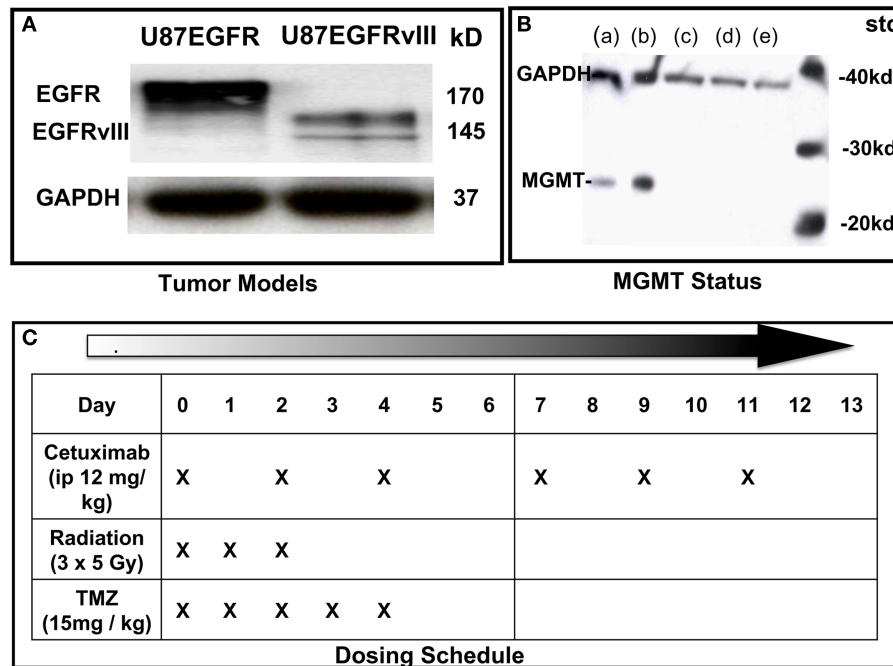 A
U87EGFR U87EGFRvIII kD
EGFR 170
EGFRvIII 145
GAPDH 37
Tumor Models
B
std
(a) (b) (c) (d) (e)
GAPDH- -40kd
-30kd
MGMT- -20kd
MGMT Status
C
Day 0 1 2 3 4 5 6 7 8 9 10 11 12 13
Cetuximab
(ip 12 mg/
kg) X X X X X X
Radiation
(3 x 5 Gy) X X X
TMZ
(15mg / kg) X X X X X
Dosing Schedule